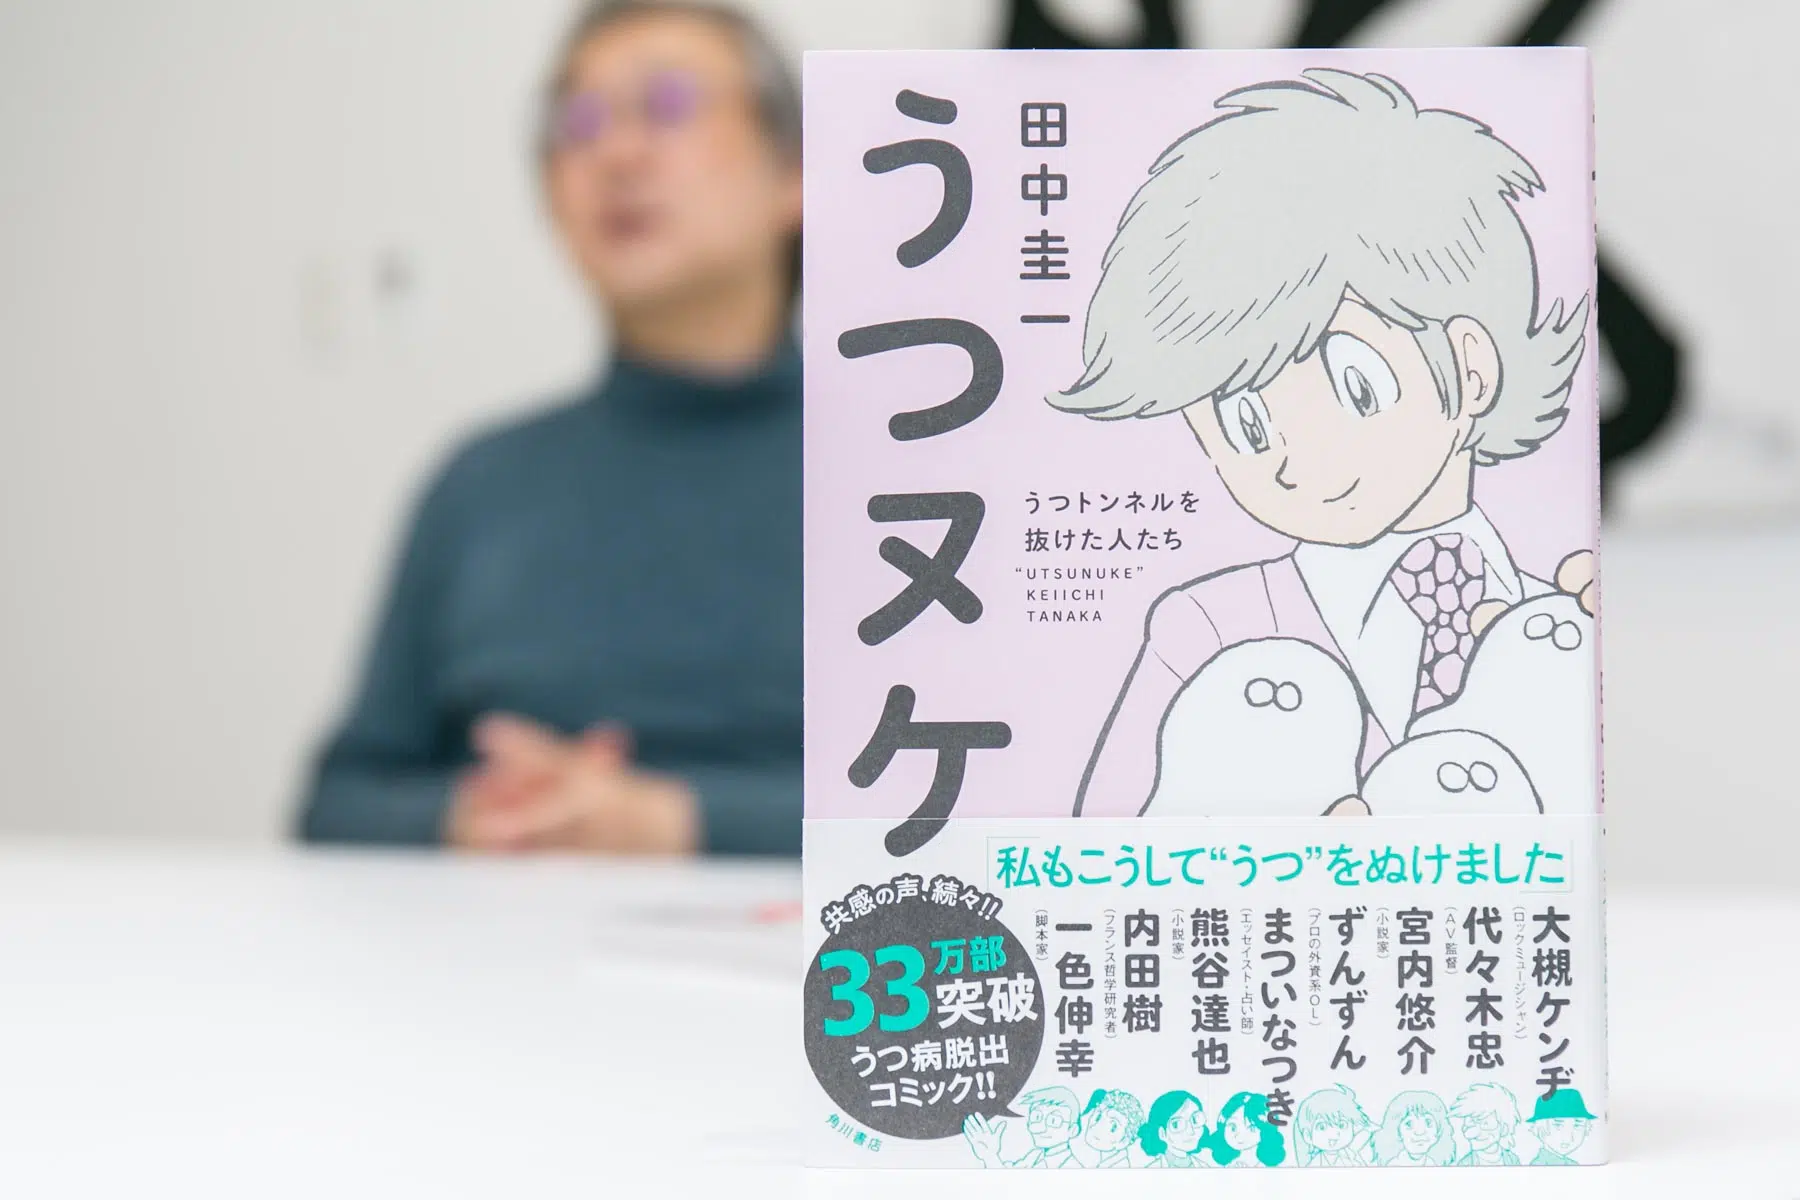 うつヌケ
田中圭一
うつトンネルを
抜けた人たち
“UTSUNUKE”
KEIICHI
TANAKA
「私もこうして“うつ”をぬけました」
大槻ケンヂ
(ロックミュージシャン)
代々木忠
(AV監督)
宮内悠介
(小説家)
ずんずん
(プロの外資系OL)
まついなつき
(エッセイスト・占い師)
熊谷達也
(小説家)
内田樹
(フランス哲学研究者)
一色伸幸
(脚本家)
共感の声、続々!!
33万部
突破
うつ病脱出
コミック!!
角川書店